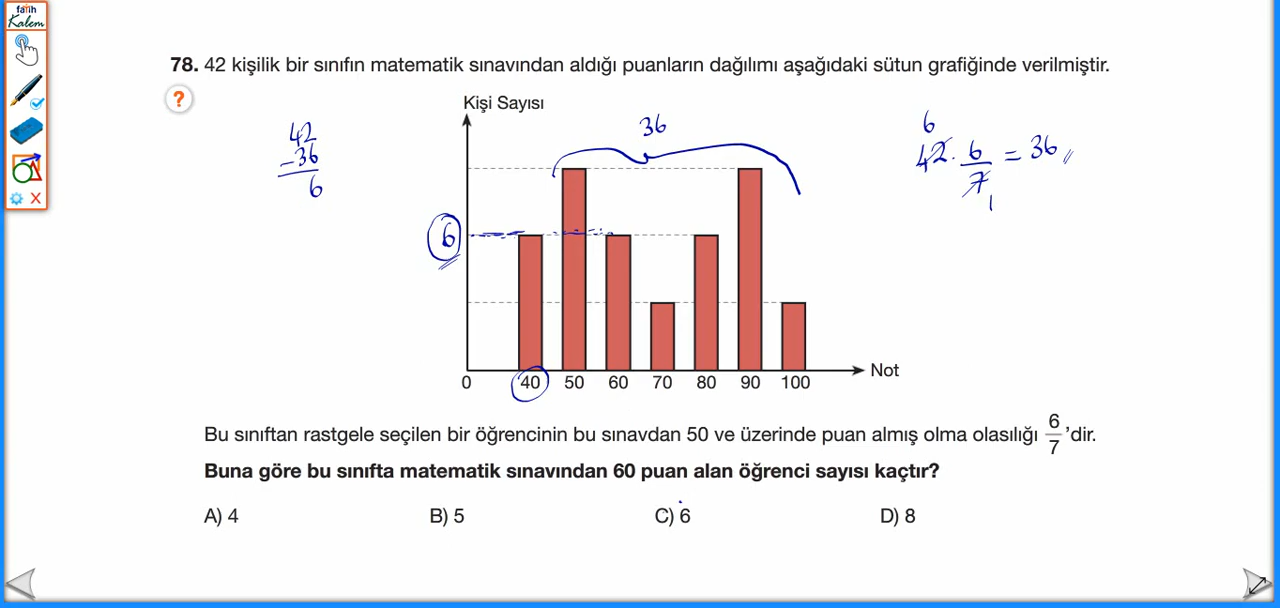 fatih
Kalem
78. 42 kişilik bir sınıfın matematik sınavından aldığı puanların dağılımı aşağıdaki sütun grafiğinde verilmiştir.
?
Kişi Sayısı
42
-36
6
36
6
42 . 6/7 = 36
1
6
0 40 50 60 70 80 90 100
Not
Bu sınıftan rastgele seçilen bir öğrencinin bu sınavdan 50 ve üzerinde puan almış olma olasılığı 6/7 'dir.
Buna göre bu sınıfta matematik sınavından 60 puan alan öğrenci sayısı kaçtır?
A) 4 B) 5 C) 6 D) 8